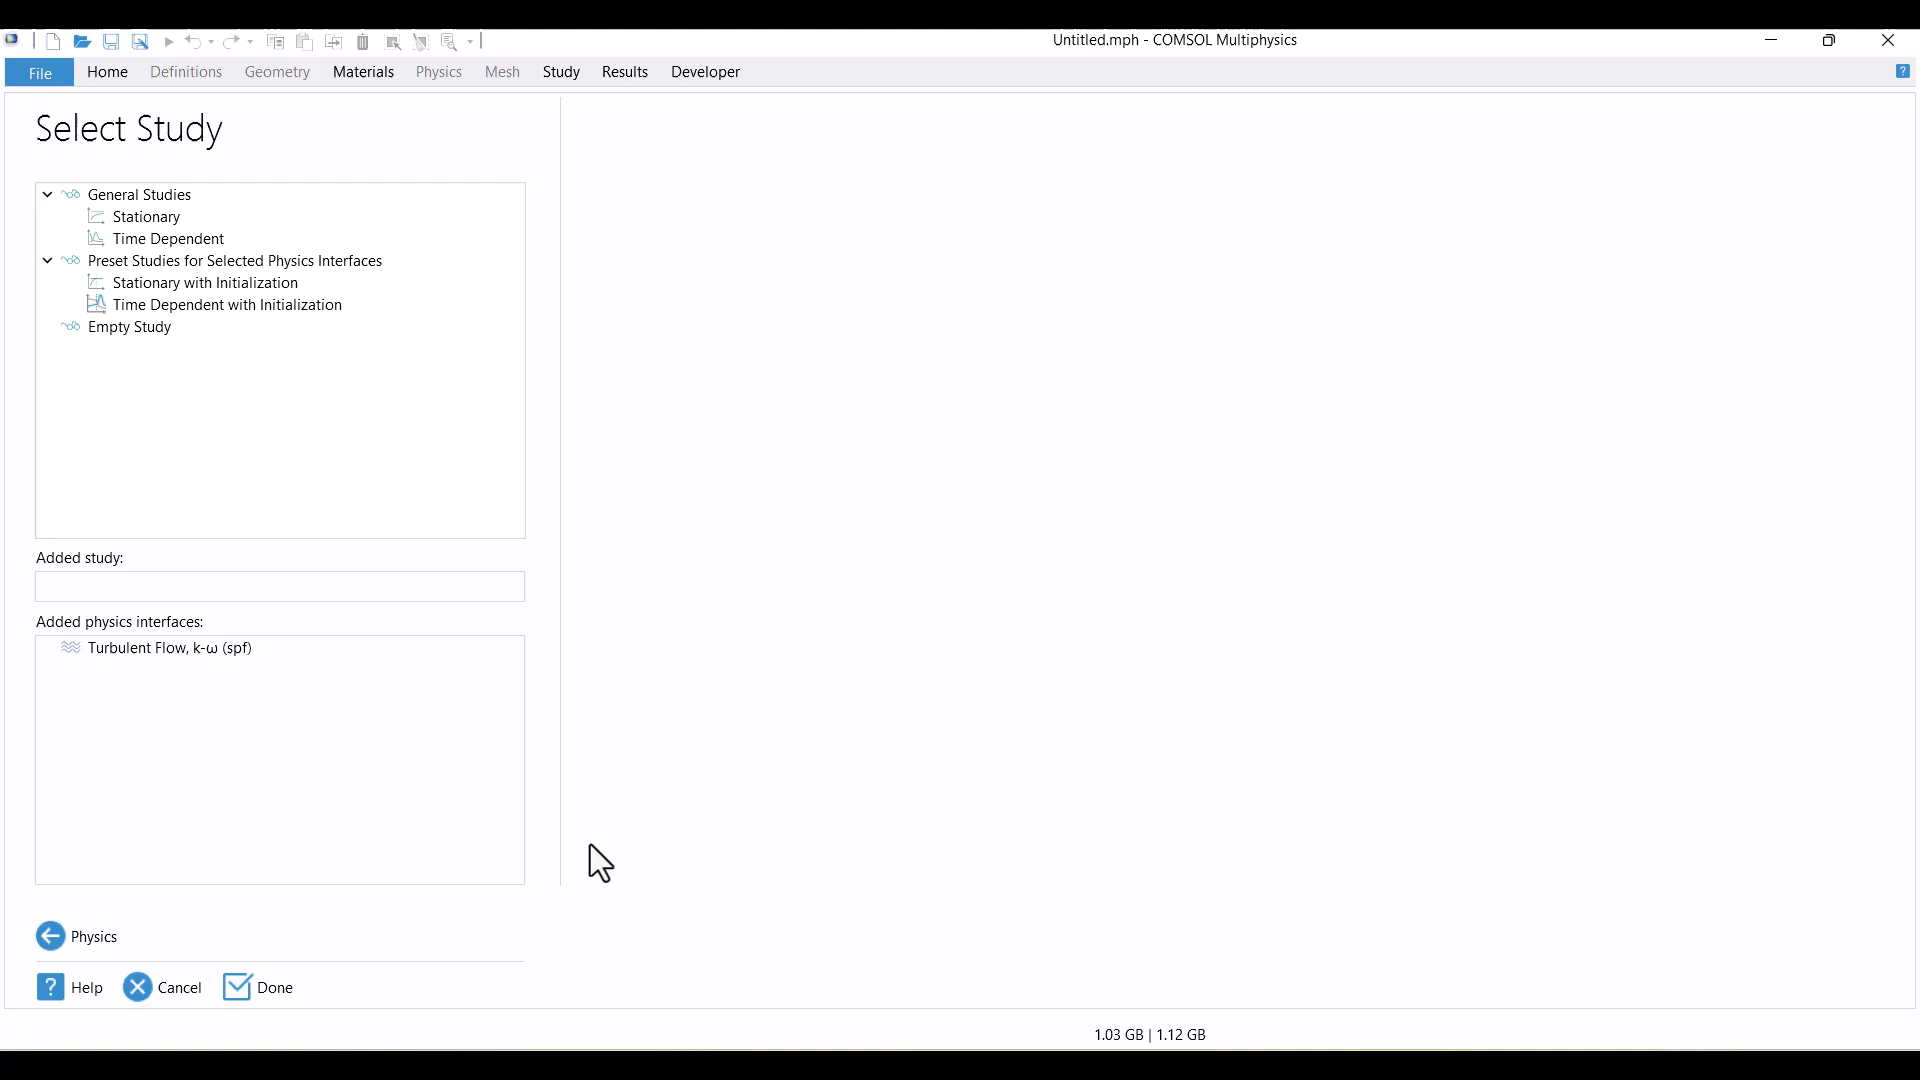 Untitled.mph - COMSOL Multiphysics
File Home Definitions Geometry Materials Physics Mesh Study Results Developer ?
Select Study
General Studies
Stationary
Time Dependent
Preset Studies for Selected Physics Interfaces
Stationary with Initialization
Time Dependent with Initialization
Empty Study
Added study:
Added physics interfaces:
Turbulent Flow, k-ω (spf)
Physics
? Help Cancel Done
1.03 GB | 1.12 GB